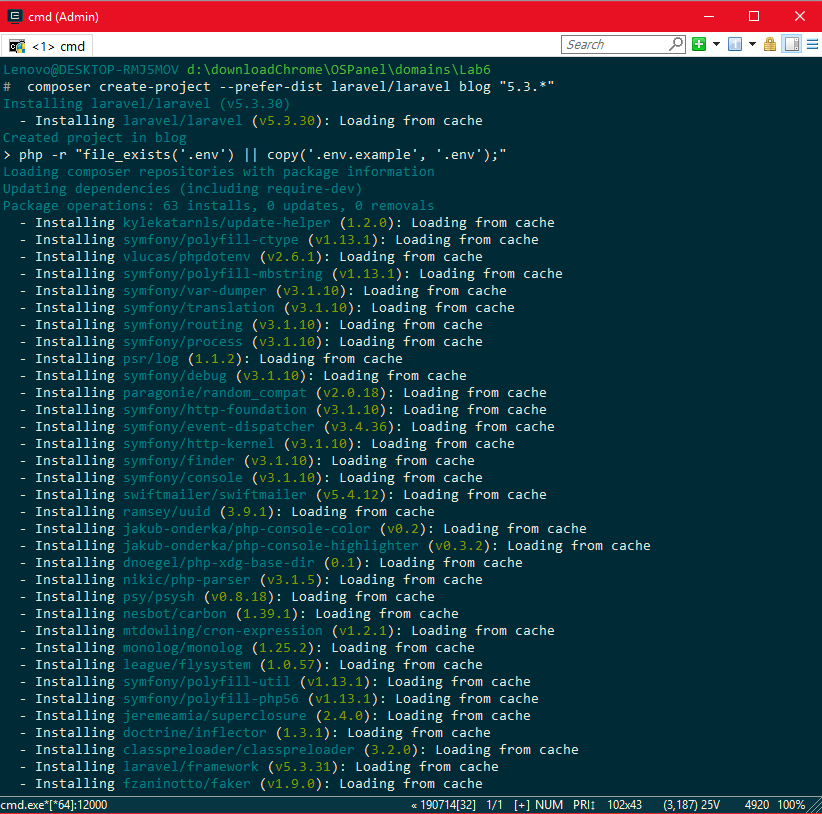 cmd (Admin)
<1> cmd
Search
Lenovo@DESKTOP-RMJ5MOV d:\downloadChrome\OSPanel\domains\Lab6
#  composer create-project --prefer-dist laravel/laravel blog "5.3.*"
Installing laravel/laravel (v5.3.30)
  - Installing laravel/laravel (v5.3.30): Loading from cache
Created project in blog
> php -r "file_exists('.env') || copy('.env.example', '.env');"
Loading composer repositories with package information
Updating dependencies (including require-dev)
Package operations: 63 installs, 0 updates, 0 removals
  - Installing kylekatarnls/update-helper (1.2.0): Loading from cache
  - Installing symfony/polyfill-ctype (v1.13.1): Loading from cache
  - Installing vlucas/phpdotenv (v2.6.1): Loading from cache
  - Installing symfony/polyfill-mbstring (v1.13.1): Loading from cache
  - Installing symfony/var-dumper (v3.1.10): Loading from cache
  - Installing symfony/translation (v3.1.10): Loading from cache
  - Installing symfony/routing (v3.1.10): Loading from cache
  - Installing symfony/process (v3.1.10): Loading from cache
  - Installing psr/log (1.1.2): Loading from cache
  - Installing symfony/debug (v3.1.10): Loading from cache
  - Installing paragonie/random_compat (v2.0.18): Loading from cache
  - Installing symfony/http-foundation (v3.1.10): Loading from cache
  - Installing symfony/event-dispatcher (v3.4.36): Loading from cache
  - Installing symfony/http-kernel (v3.1.10): Loading from cache
  - Installing symfony/finder (v3.1.10): Loading from cache
  - Installing symfony/console (v3.1.10): Loading from cache
  - Installing swiftmailer/swiftmailer (v5.4.12): Loading from cache
  - Installing ramsey/uuid (3.9.1): Loading from cache
  - Installing jakub-onderka/php-console-color (v0.2): Loading from cache
  - Installing jakub-onderka/php-console-highlighter (v0.3.2): Loading from cache
  - Installing dnoegel/php-xdg-base-dir (0.1): Loading from cache
  - Installing nikic/php-parser (v3.1.5): Loading from cache
  - Installing psy/psysh (v0.8.18): Loading from cache
  - Installing nesbot/carbon (1.39.1): Loading from cache
  - Installing mtdowling/cron-expression (v1.2.1): Loading from cache
  - Installing monolog/monolog (1.25.2): Loading from cache
  - Installing league/flysystem (1.0.57): Loading from cache
  - Installing symfony/polyfill-util (v1.13.1): Loading from cache
  - Installing symfony/polyfill-php56 (v1.13.1): Loading from cache
  - Installing jeremeamia/superclosure (2.4.0): Loading from cache
  - Installing doctrine/inflector (1.3.1): Loading from cache
  - Installing classpreloader/classpreloader (3.2.0): Loading from cache
  - Installing laravel/framework (v5.3.31): Loading from cache
  - Installing fzaninotto/faker (v1.9.0): Loading from cache
cmd.exe*[*64]:12000 « 190714[32] 1/1 [+] NUM PRI↕ 102x43 (3,187) 25V 4920 100%